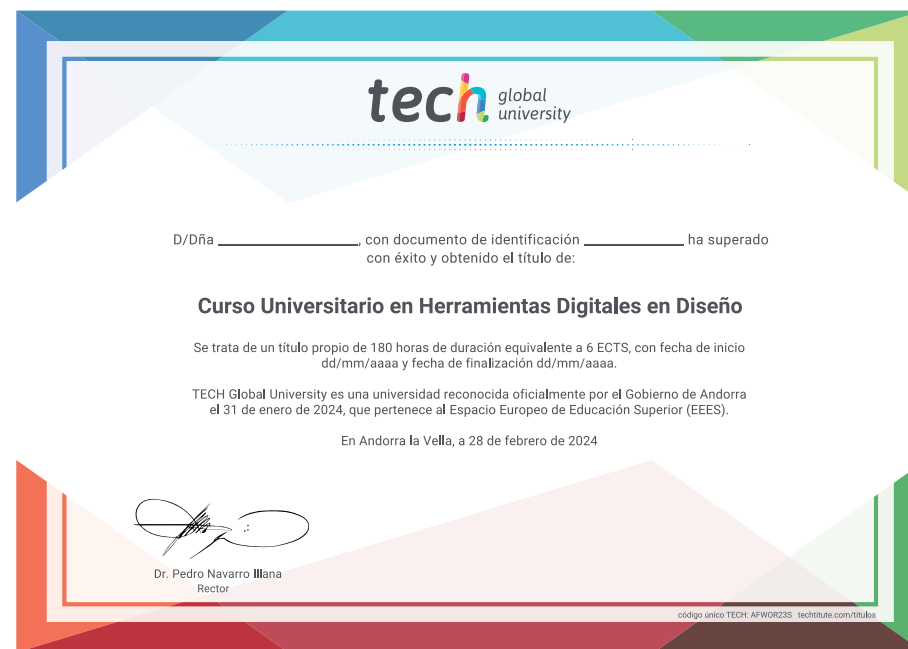 tech global university
D/Dña ____________, con documento de identificación ____________ ha superado
con éxito y obtenido el título de:
Curso Universitario en Herramientas Digitales en Diseño
Se trata de un título propio de 180 horas de duración equivalente a 6 ECTS, con fecha de inicio
dd/mm/aaaa y fecha de finalización dd/mm/aaaa.
TECH Global University es una universidad reconocida oficialmente por el Gobierno de Andorra
el 31 de enero de 2024, que pertenece al Espacio Europeo de Educación Superior (EEES).
En Andorra la Vella, a 28 de febrero de 2024
Dr. Pedro Navarro Illana
Rector
código único TECH: AFWOR23S techtitute.com/titulos